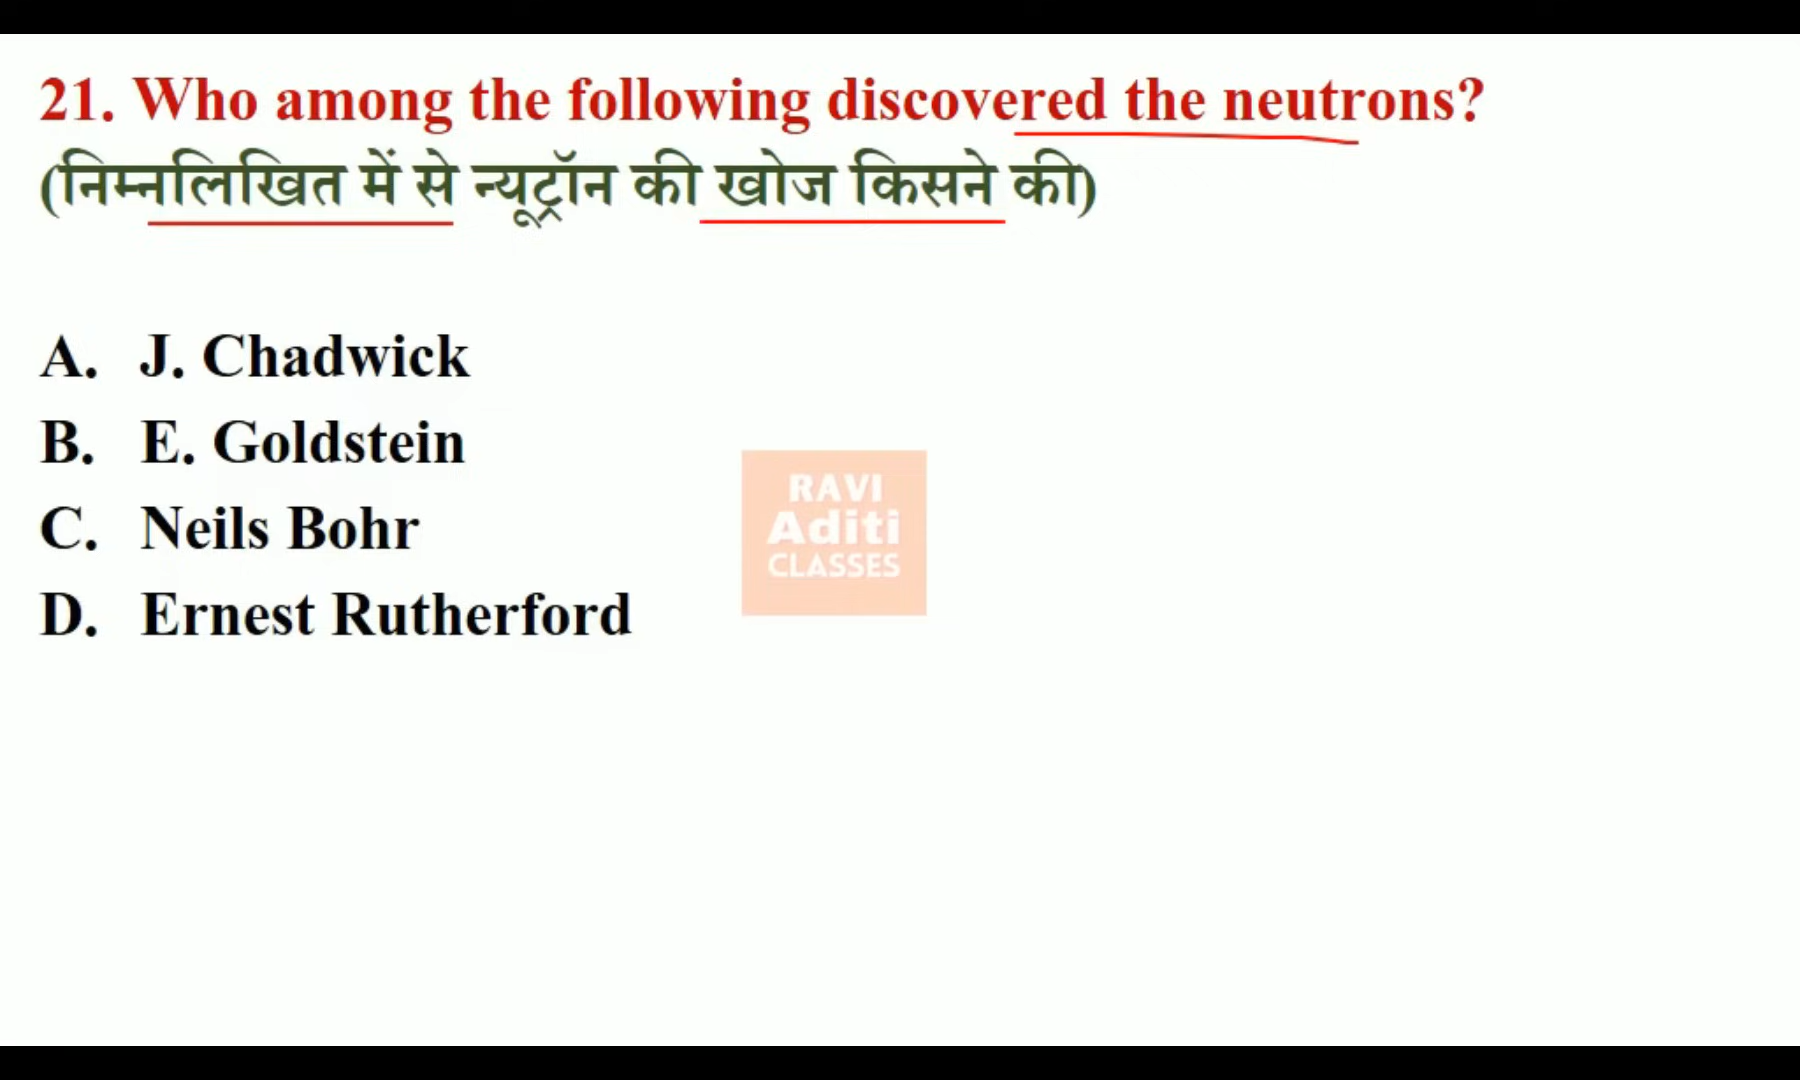 21. Who among the following discovered the neutrons?
(निम्नलिखित में से न्यूट्रॉन की खोज किसने की)
A. J. Chadwick
B. E. Goldstein
C. Neils Bohr
D. Ernest Rutherford
RAVI
Aditi
CLASSES